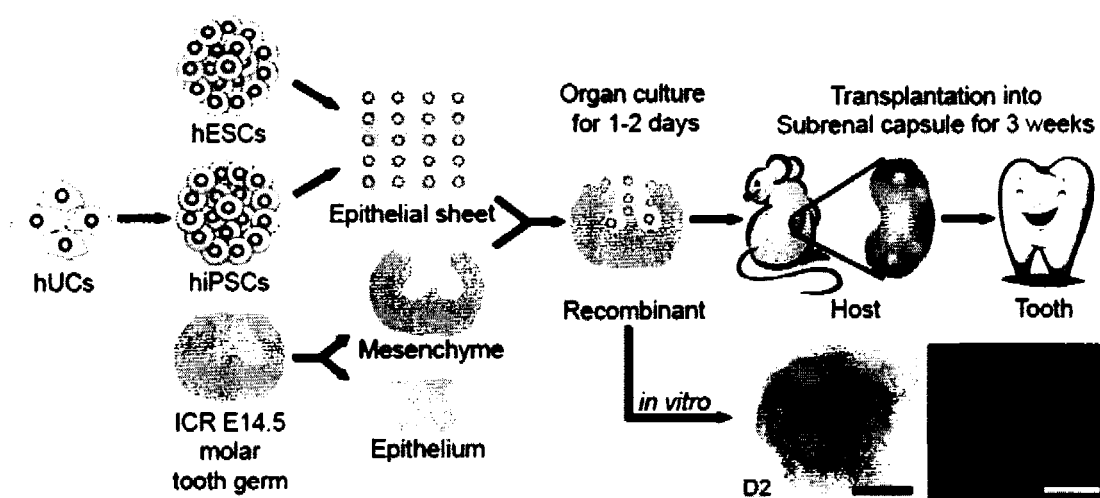 hESCs
hUCs
hiPSCs
ICR E14.5
molar
tooth germ
Epithelial sheet
Mesenchyme
Epithelium
Organ culture
for 1-2 days
Recombinant
in vitro
Transplantation into
Subrenal capsule for 3 weeks
Host
Tooth
D2